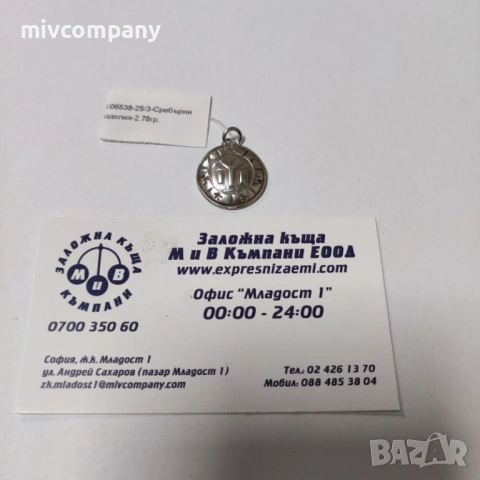 mivcompany
с06538-25/3-Сребърни
изделия-2.78гр.
ЗАЛОЖНА КЪЩА
М и В
КЪМПАНИ
0700 350 60
Заложна къща
М и В Къмпани ЕООД
www.expresnizaemi.com
Офис "Младост 1"
00:00 - 24:00
София, ж.к. Младост 1
ул. Андрей Сахаров (пазар Младост 1)
zh.mladost1@mivcompany.com
Тел.: 02 426 13 70
Мобил: 088 485 38 04
BAZAR
bg